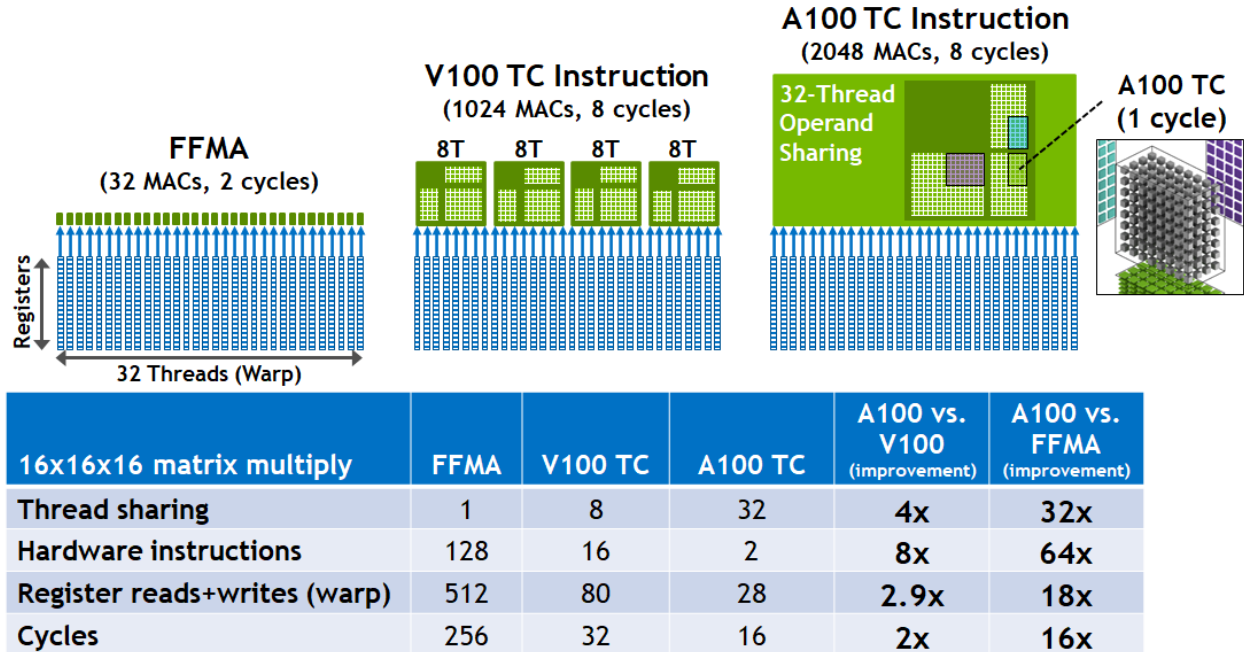 A100 TC Instruction
(2048 MACs, 8 cycles)
V100 TC Instruction
(1024 MACs, 8 cycles)
A100 TC
(1 cycle)
32-Thread
Operand
Sharing
FFMA
(32 MACs, 2 cycles)
8T 8T 8T 8T
Registers
32 Threads (Warp)
16x16x16 matrix multiply FFMA V100 TC A100 TC A100 vs. V100 (improvement) A100 vs. FFMA (improvement)
Thread sharing 1 8 32 4x 32x
Hardware instructions 128 16 2 8x 64x
Register reads+writes (warp) 512 80 28 2.9x 18x
Cycles 256 32 16 2x 16x